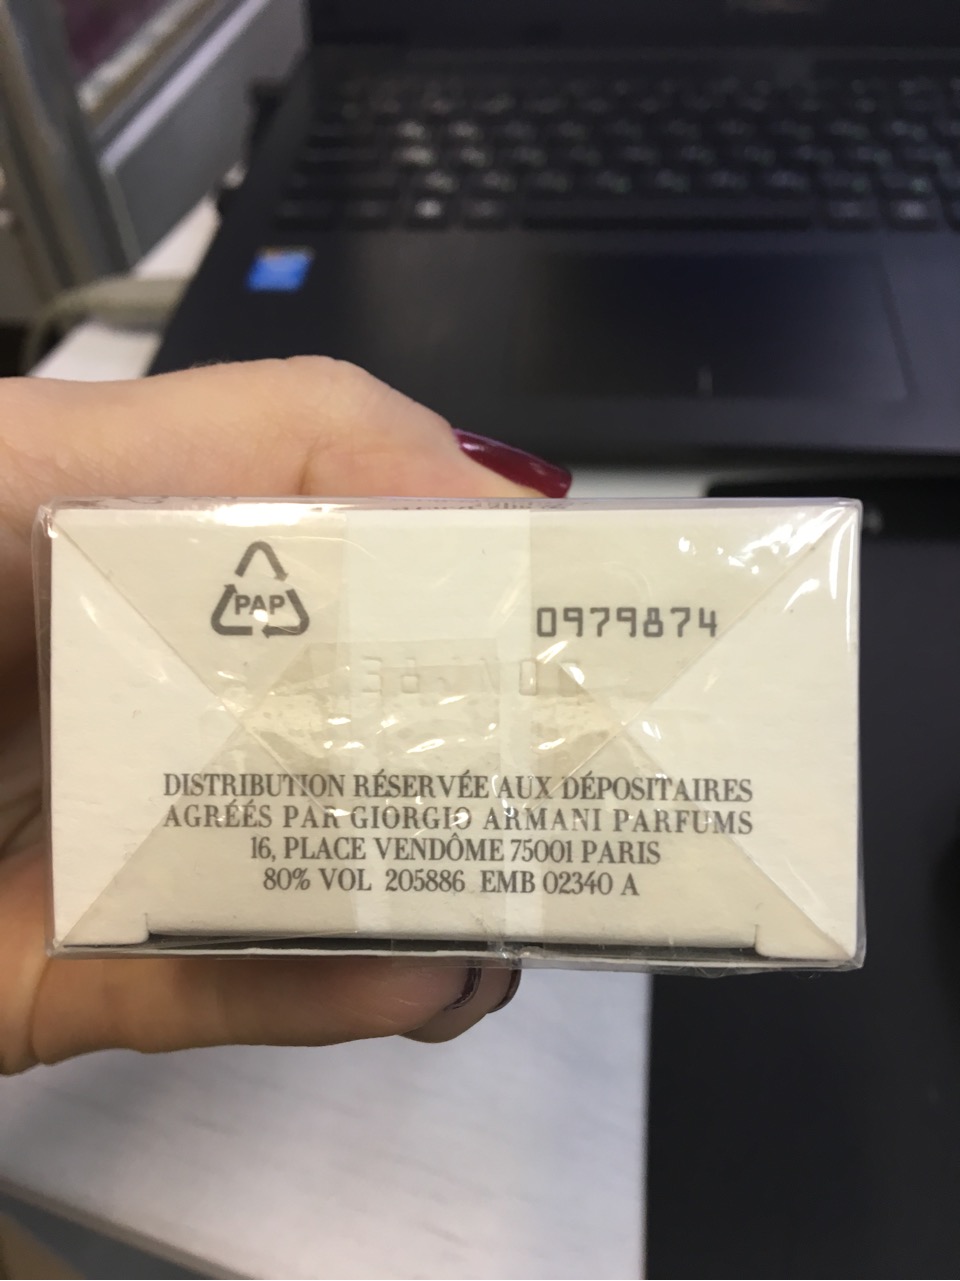 PAP
0979874
DISTRIBUTION RÉSERVÉE AUX DÉPOSITAIRES
AGRÉÉS PAR GIORGIO ARMANI PARFUMS
16, PLACE VENDÔME 75001 PARIS
80% VOL 205886 EMB 02340 A